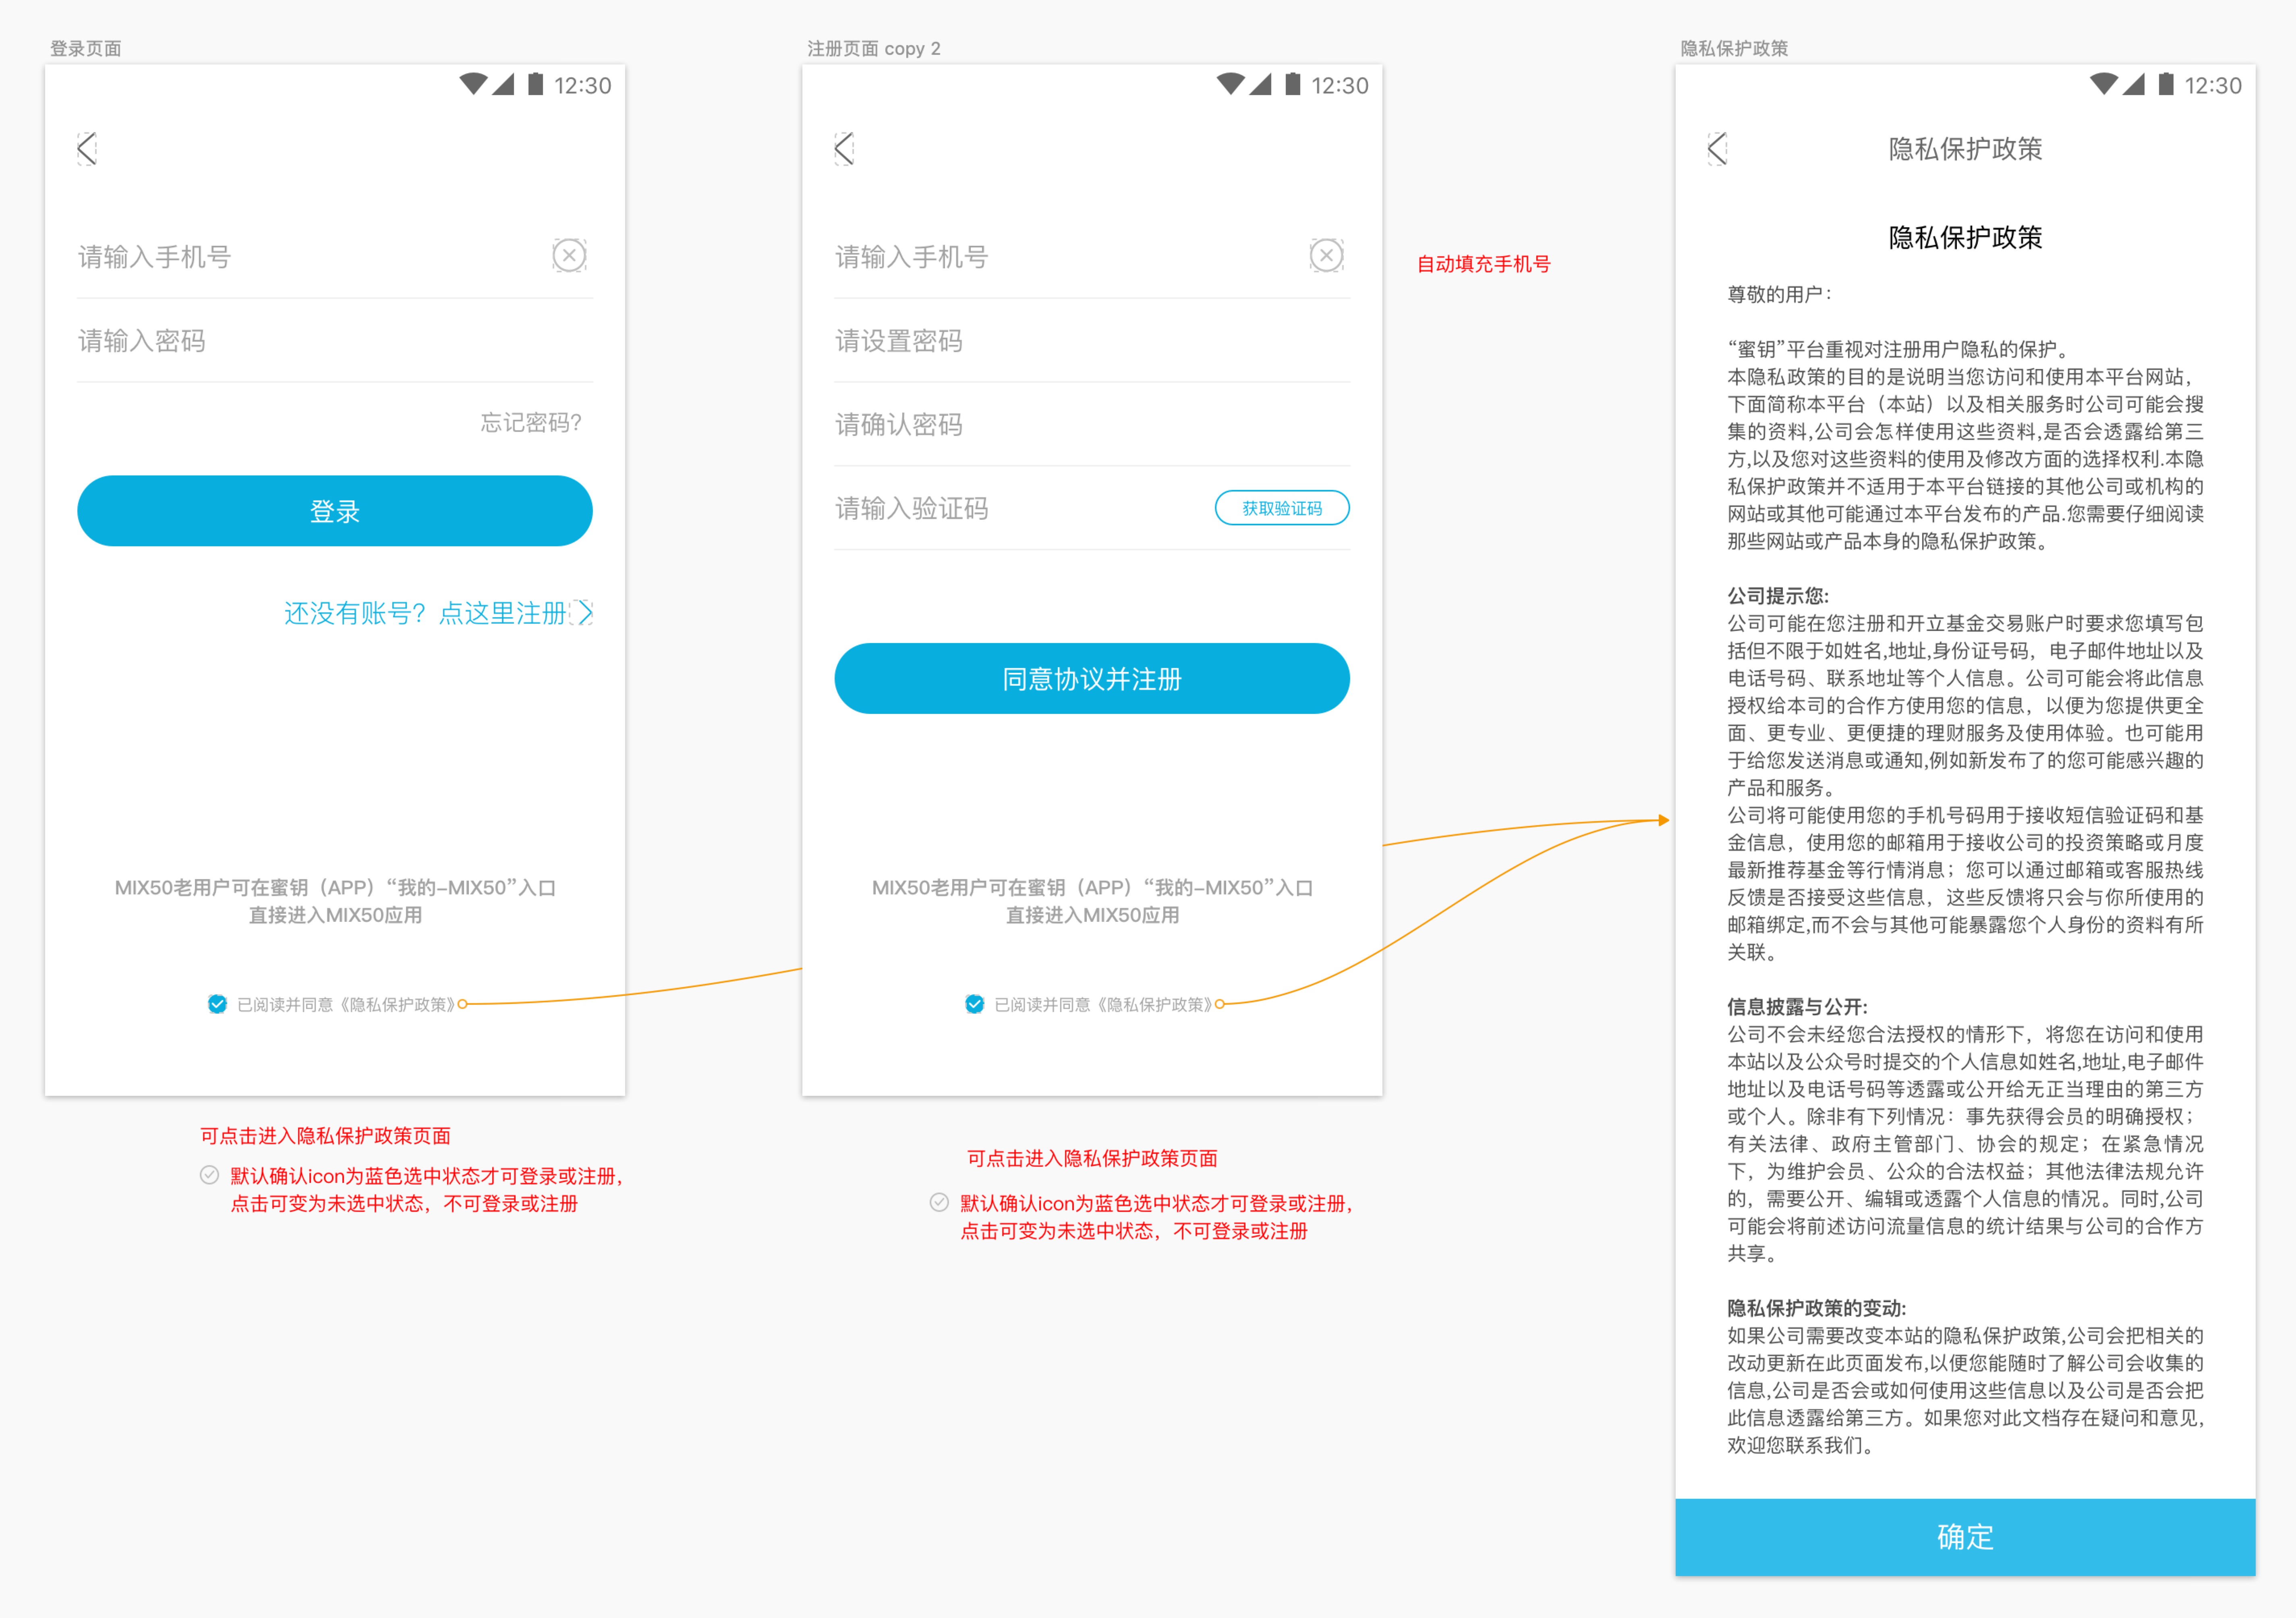 登录页面
12:30
请输入手机号
请输入密码
忘记密码?
登录
还没有账号？点这里注册
MIX50老用户可在蜜钥（APP）“我的-MIX50”入口
直接进入MIX50应用
已阅读并同意《隐私保护政策》
可点击进入隐私保护政策页面
默认确认icon为蓝色选中状态才可登录或注册，
点击可变为未选中状态，不可登录或注册
注册页面 copy 2
12:30
请输入手机号
自动填充手机号
请设置密码
请确认密码
请输入验证码
获取验证码
同意协议并注册
MIX50老用户可在蜜钥（APP）“我的-MIX50”入口
直接进入MIX50应用
已阅读并同意《隐私保护政策》
可点击进入隐私保护政策页面
默认确认icon为蓝色选中状态才可登录或注册，
点击可变为未选中状态，不可登录或注册
隐私保护政策
12:30
隐私保护政策
隐私保护政策
尊敬的用户：
“蜜钥”平台重视对注册用户隐私的保护。
本隐私政策的目的是说明当您访问和使用本平台网站，
下面简称本平台（本站）以及相关服务时公司可能会搜
集的资料,公司会怎样使用这些资料,是否会透露给第三
方,以及您对这些资料的使用及修改方面的选择权利.本隐
私保护政策并不适用于本平台链接的其他公司或机构的
网站或其他可能通过本平台发布的产品.您需要仔细阅读
那些网站或产品本身的隐私保护政策。
公司提示您:
公司可能在您注册和开立基金交易账户时要求您填写包
括但不限于如姓名,地址,身份证号码，电子邮件地址以及
电话号码、联系地址等个人信息。公司可能会将此信息
授权给本司的合作方使用您的信息，以便为您提供更全
面、更专业、更便捷的理财服务及使用体验。也可能用
于给您发送消息或通知,例如新发布了的您可能感兴趣的
产品和服务。
公司将可能使用您的手机号码用于接收短信验证码和基
金信息，使用您的邮箱用于接收公司的投资策略或月度
最新推荐基金等行情消息；您可以通过邮箱或客服热线
反馈是否接受这些信息，这些反馈将只会与你所使用的
邮箱绑定,而不会与其他可能暴露您个人身份的资料有所
关联。
信息披露与公开:
公司不会未经您合法授权的情形下，将您在访问和使用
本站以及公众号时提交的个人信息如姓名,地址,电子邮件
地址以及电话号码等透露或公开给无正当理由的第三方
或个人。除非有下列情况：事先获得会员的明确授权；
有关法律、政府主管部门、协会的规定；在紧急情况
下，为维护会员、公众的合法权益；其他法律法规允许
的，需要公开、编辑或透露个人信息的情况。同时,公司
可能会将前述访问流量信息的统计结果与公司的合作方
共享。
隐私保护政策的变动:
如果公司需要改变本站的隐私保护政策,公司会把相关的
改动更新在此页面发布,以便您能随时了解公司会收集的
信息,公司是否会或如何使用这些信息以及公司是否会把
此信息透露给第三方。如果您对此文档存在疑问和意见,
欢迎您联系我们。
确定